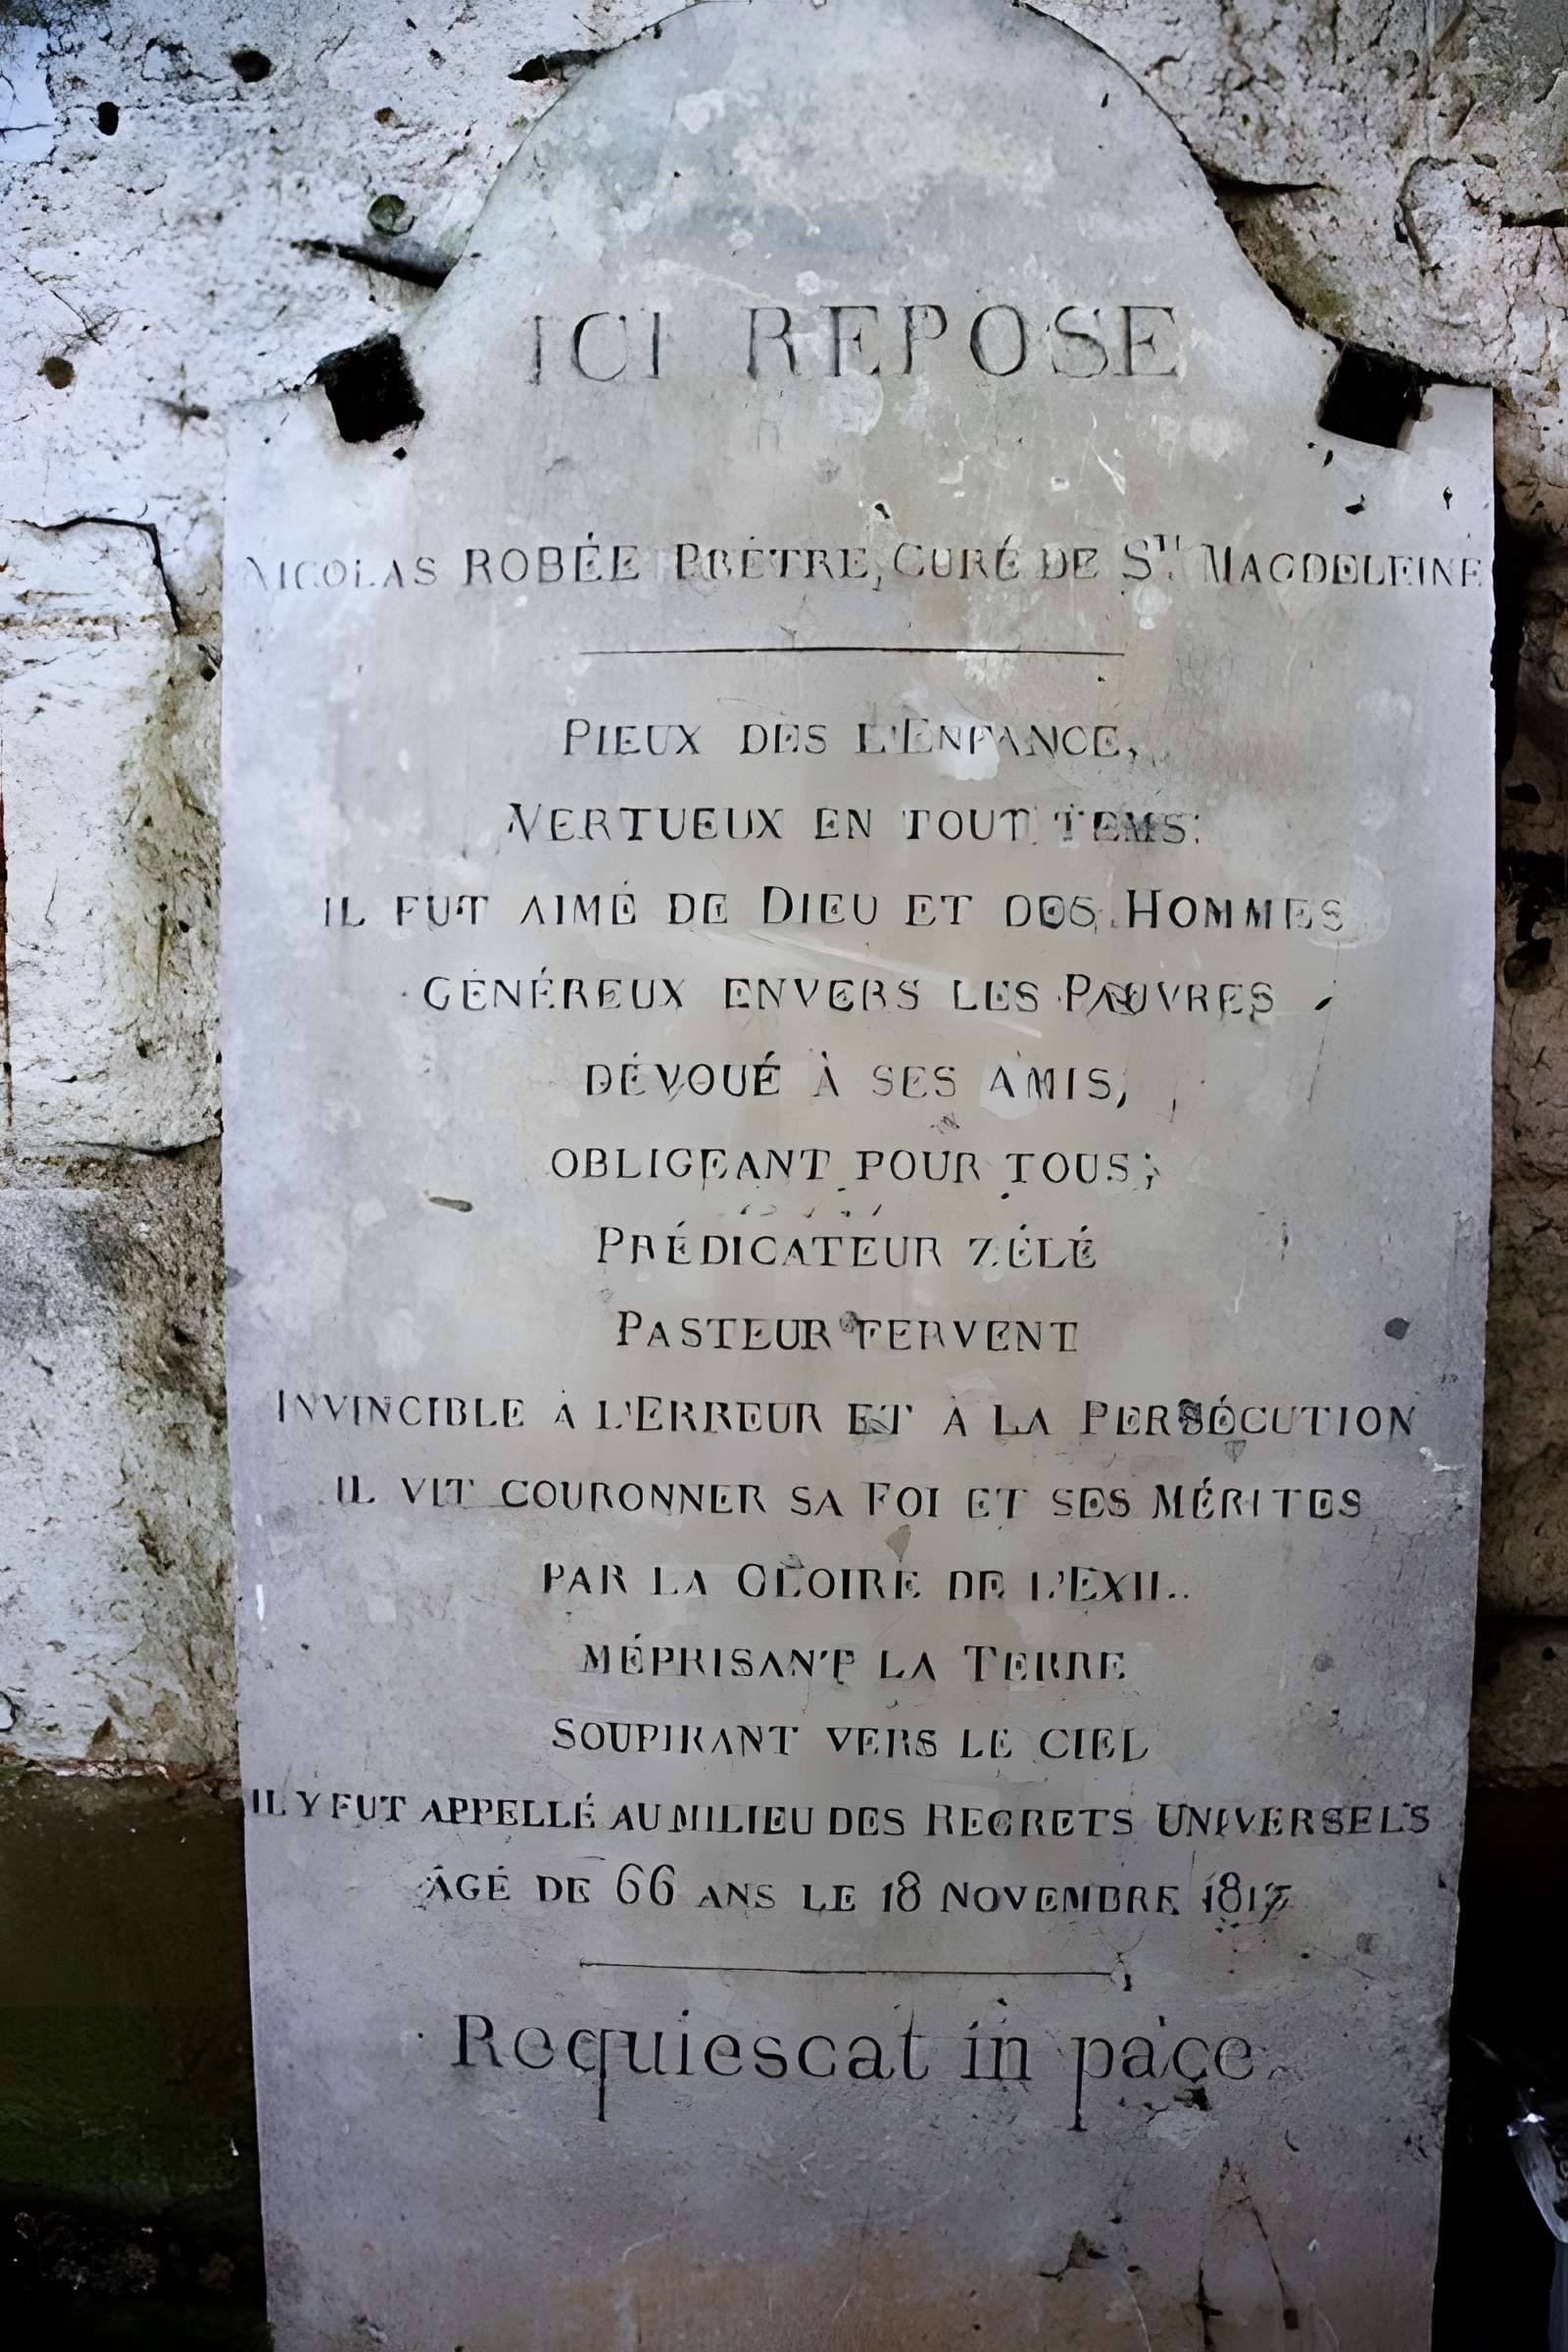 ICI REPOSE
NICOLAS ROBÉE PRÊTRE, CURÉ DE STE MAGDELEINE
PIEUX DÈS L'ENFANCE,
VERTUEUX EN TOUT TEMS:
IL FUT AIMÉ DE DIEU ET DES HOMMES
GÉNÉREUX ENVERS LES PAUVRES
DÉVOUÉ À SES AMIS,
OBLIGEANT POUR TOUS;
PRÉDICATEUR ZÉLÉ
PASTEUR FERVENT
INVINCIBLE À L'ERREUR ET À LA PERSÉCUTION
IL VIT COURONNER SA FOI ET SES MÉRITES
PAR LA GLOIRE DE L'EXIL.
MÉPRISANT LA TERRE
SOUPIRANT VERS LE CIEL
IL Y FUT APPELLÉ AU MILIEU DES REGRETS UNIVERSELS
ÂGÉ DE 66 ANS LE 18 NOVEMBRE 1817
Requiescat in pace